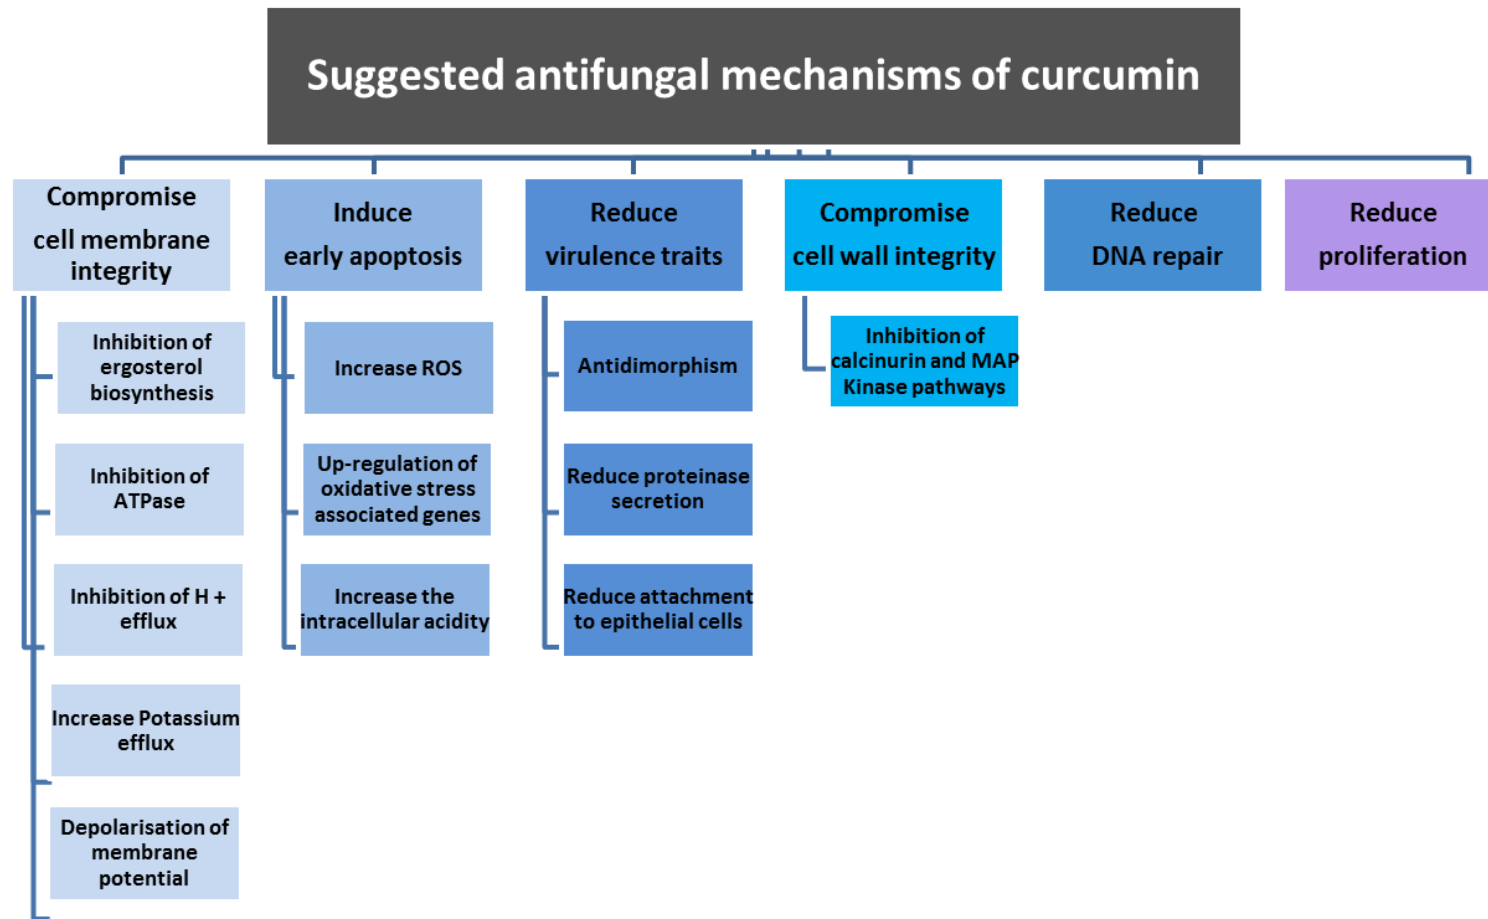 Suggested antifungal mechanisms of curcumin
Compromise
cell membrane
integrity
Inhibition of
ergosterol
biosynthesis
Inhibition of
ATPase
Inhibition of H +
efflux
Increase Potassium
efflux
Depolarisation of
membrane
potential
Induce
early apoptosis
Increase ROS
Up-regulation of
oxidative stress
associated genes
Increase the
intracellular acidity
Reduce
virulence traits
Antidimorphism
Reduce proteinase
secretion
Reduce attachment
to epithelial cells
Compromise
cell wall integrity
Inhibition of
calcinurin and MAP
Kinase pathways
Reduce
DNA repair
Reduce
proliferation